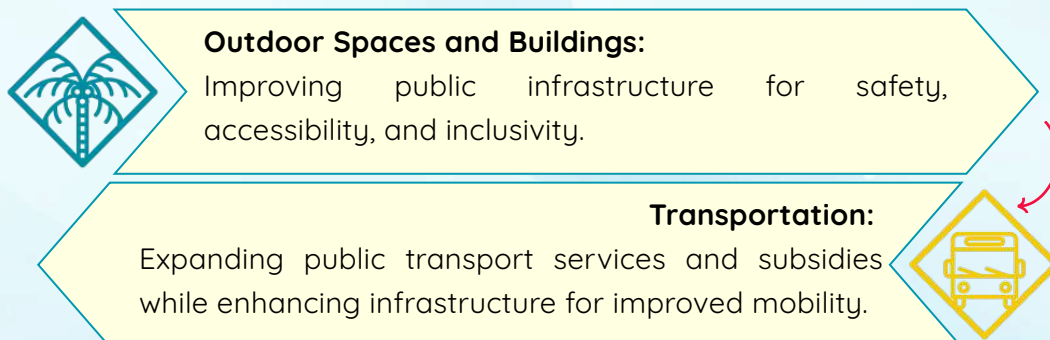 Outdoor Spaces and Buildings:
Improving public infrastructure for safety,
accessibility, and inclusivity.
Transportation:
Expanding public transport services and subsidies
while enhancing infrastructure for improved mobility.